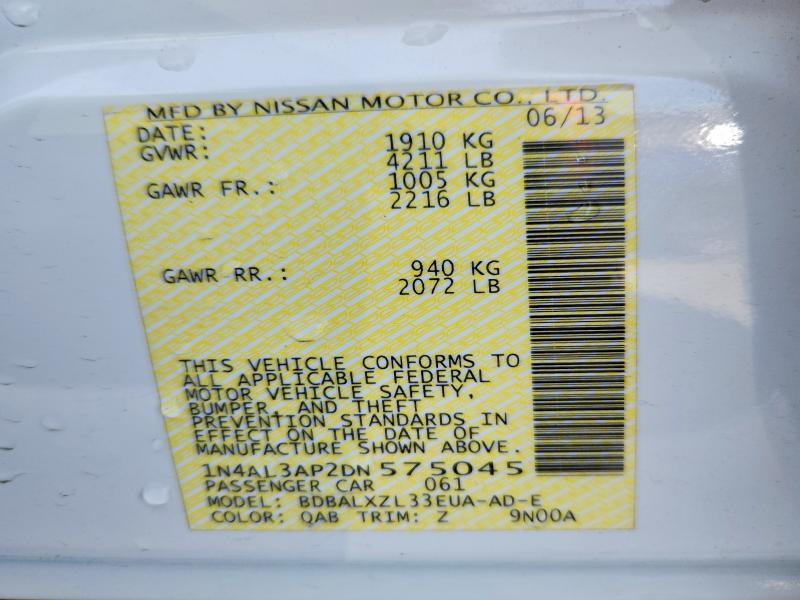 MFD BY NISSAN MOTOR CO., LTD.
DATE: 06/13
GVWR: 1910 KG
4211 LB
GAWR FR.: 1005 KG
2216 LB
GAWR RR.: 940 KG
2072 LB
THIS VEHICLE CONFORMS TO
ALL APPLICABLE FEDERAL
MOTOR VEHICLE SAFETY,
BUMPER, AND THEFT
PREVENTION STANDARDS IN
EFFECT ON THE DATE OF
MANUFACTURE SHOWN ABOVE.
1N4AL3AP2DN575045
PASSENGER CAR 061
MODEL: BDBALXZL33EUA-AD-E
COLOR: QAB TRIM: Z 9N00A